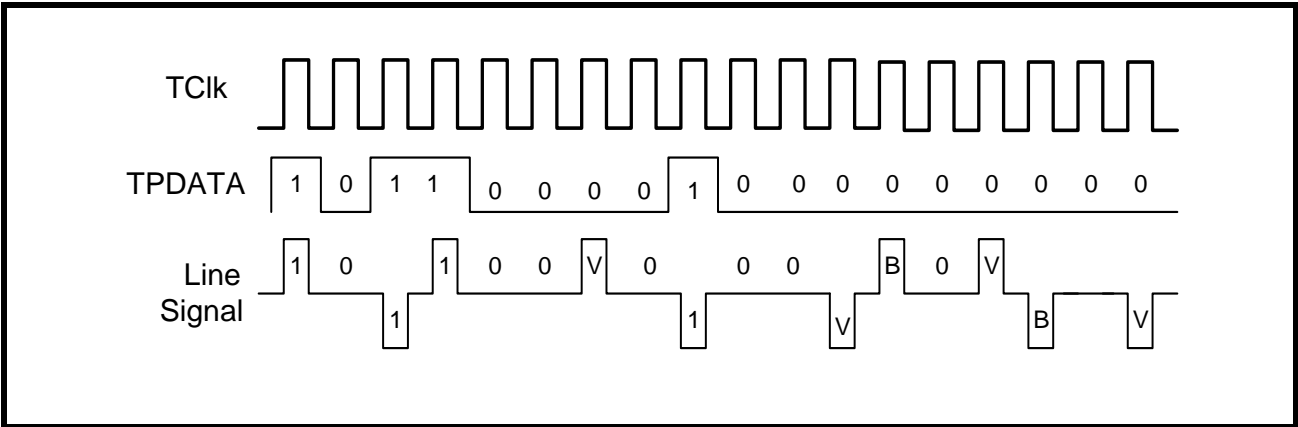 TClk
TPDATA 1 0 1 1 0 0 0 0 1 0 0 0 0 0 0 0 0 0
Line Signal 1 0 1 1 0 0 V 0 1 0 0 V B 0 V B V